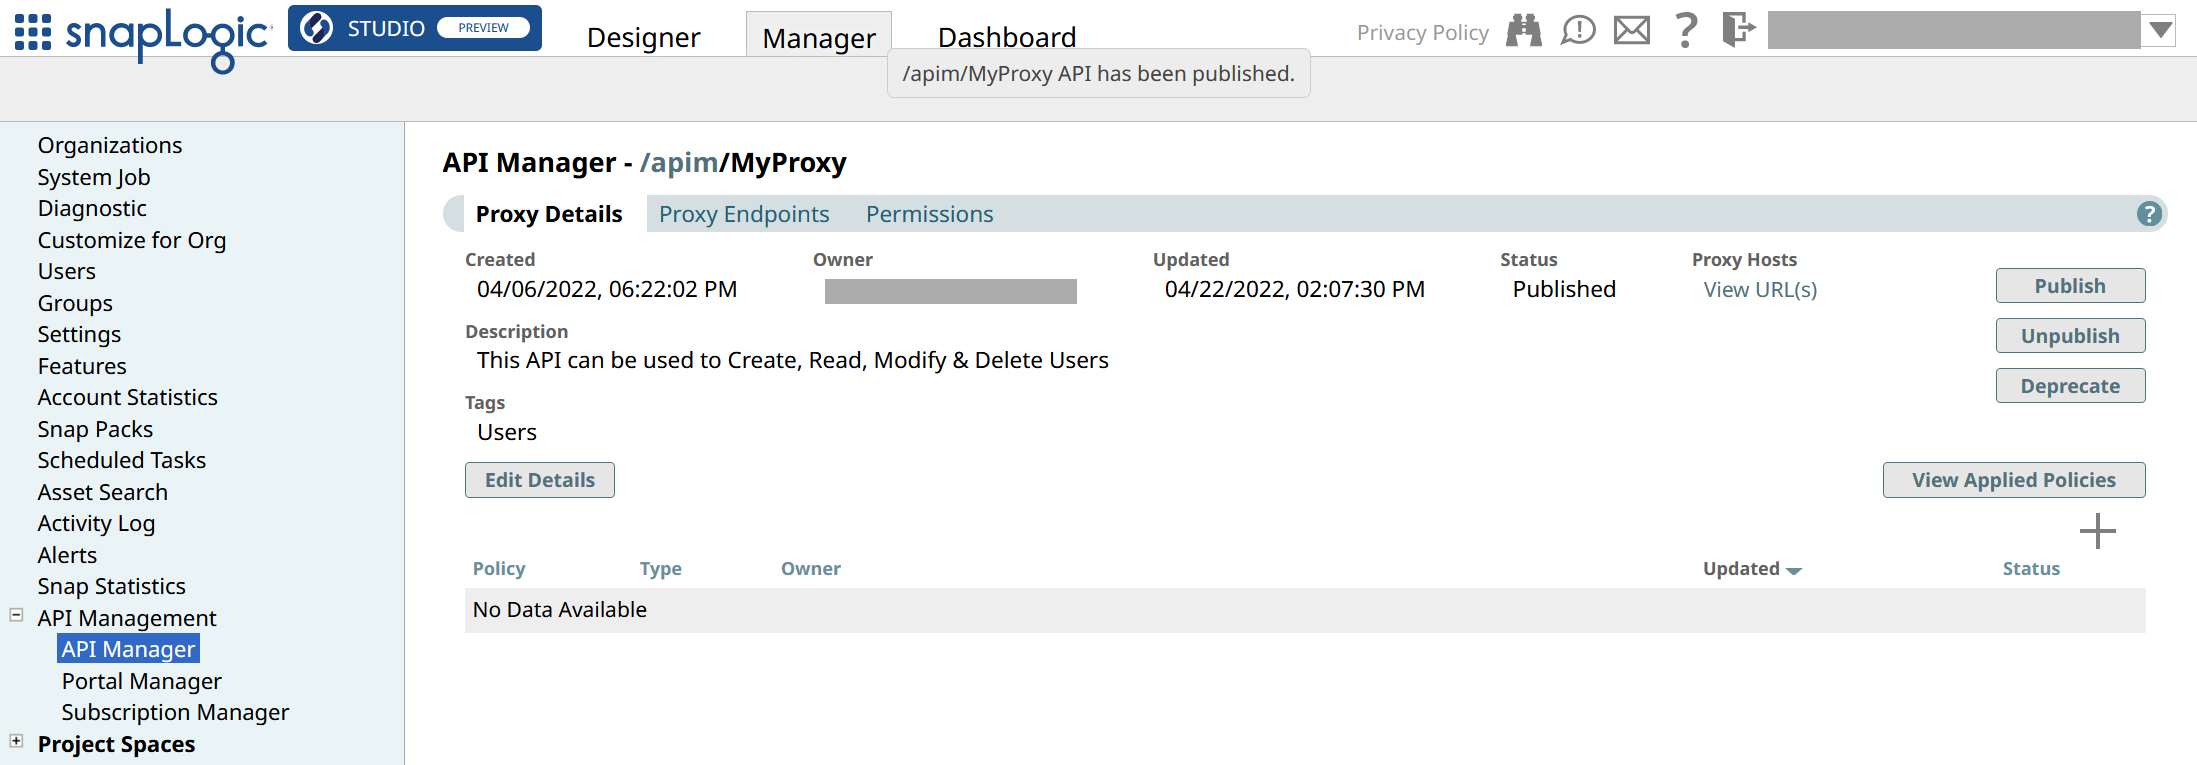 snapLogic STUDIO PREVIEW Designer Manager Dashboard Privacy Policy
/apim/MyProxy API has been published.
Organizations
System Job
Diagnostic
Customize for Org
Users
Groups
Settings
Features
Account Statistics
Snap Packs
Scheduled Tasks
Asset Search
Activity Log
Alerts
Snap Statistics
API Management
API Manager
Portal Manager
Subscription Manager
Project Spaces
API Manager - /apim/MyProxy
Proxy Details Proxy Endpoints Permissions ?
Created Owner Updated Status Proxy Hosts
04/06/2022, 06:22:02 PM 04/22/2022, 02:07:30 PM Published View URL(s)
Publish
Unpublish
Deprecate
Description
This API can be used to Create, Read, Modify & Delete Users
Tags
Users
Edit Details View Applied Policies
Policy Type Owner Updated Status
No Data Available